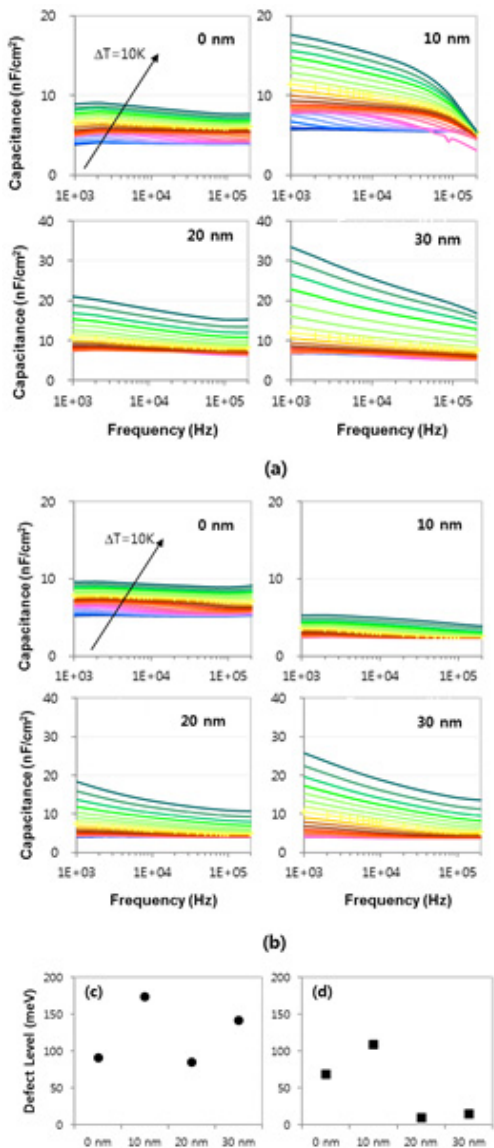 20 0 nm 20 10 nm
ΔT=10K
10 10
Capacitance (nF/cm²)
0 0
1E+03 1E+04 1E+05 1E+03 1E+04 1E+05
40 20 nm 40 30 nm
30 30
20 20
10 10
Capacitance (nF/cm²)
0 0
1E+03 1E+04 1E+05 1E+03 1E+04 1E+05
Frequency (Hz) Frequency (Hz)
(a)
20 0 nm 20 10 nm
ΔT=10K
10 10
Capacitance (nF/cm²)
0 0
1E+03 1E+04 1E+05 1E+03 1E+04 1E+05
40 20 nm 40 30 nm
30 30
20 20
10 10
Capacitance (nF/cm²)
0 0
1E+03 1E+04 1E+05 1E+03 1E+04 1E+05
Frequency (Hz) Frequency (Hz)
(b)
200 (c) 200 (d)
150 150
100 100
50 50
Defect Level (meV)
0 0
0 nm 10 nm 20 nm 30 nm 0 nm 10 nm 20 nm 30 nm